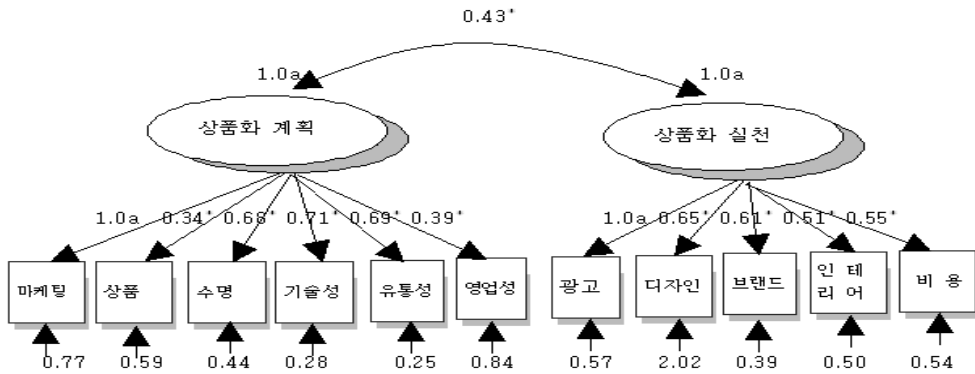 0.43*
1.0a 1.0a
상품화 계획 상품화 실천
1.0a 0.34* 0.68* 0.71* 0.69* 0.39* 1.0a 0.65* 0.61* 0.51* 0.55*
마케팅 상품 수명 기술성 유통성 영업성 광고 디자인 브랜드 인 테 비 용
리 어
0.77 0.59 0.44 0.28 0.25 0.84 0.57 2.02 0.39 0.50 0.54